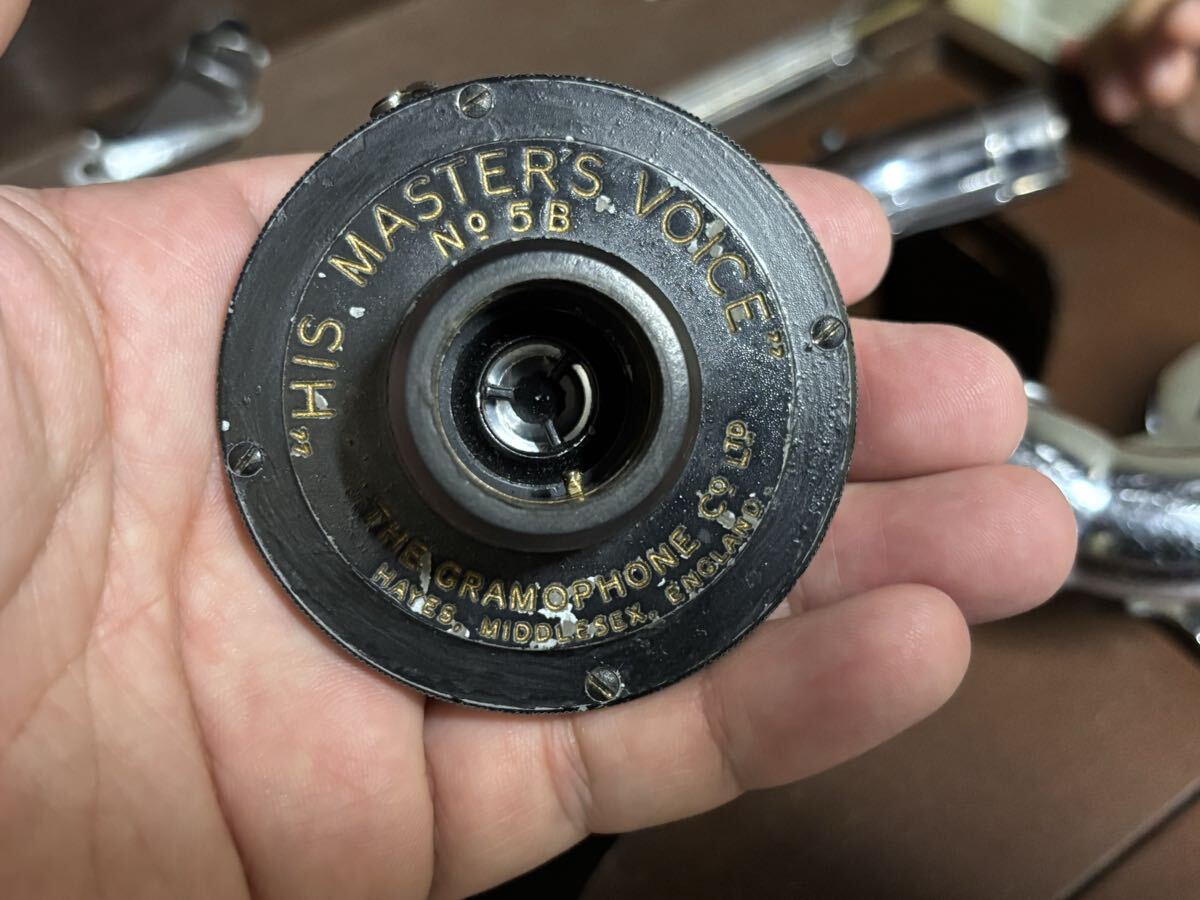 "HIS MASTER'S VOICE"
No 5B
THE GRAMOPHONE Co LTD
HAYES, MIDDLESEX, ENGLAND.